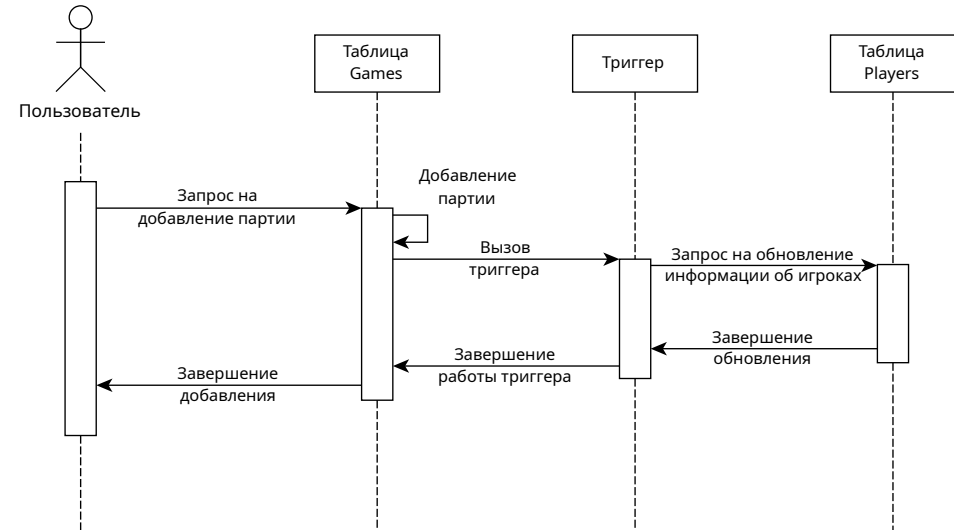 Пользователь
Таблица
Games
Триггер
Таблица
Players
Запрос на
добавление партии
Добавление
партии
Вызов
триггера
Запрос на обновление
информации об игроках
Завершение
обновления
Завершение
работы триггера
Завершение
добавления